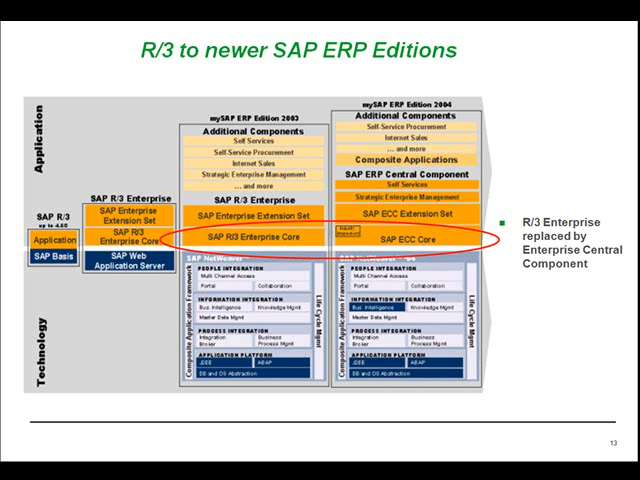 R/3 to newer SAP ERP Editions
Application
Technology
SAP R/3
up to 4.60
Application
SAP Basis
SAP R/3 Enterprise
SAP Enterprise
Extension Set
SAP R/3
Enterprise Core
SAP Web
Application Server
mySAP ERP Edition 2003
Additional Components
Self Services
Self-Service Procurement
Internet Sales
Strategic Enterprise Management
... and more
SAP R/3 Enterprise
SAP Enterprise Extension Set
SAP R/3 Enterprise Core
SAP NetWeaver
Composite Application Framework
PEOPLE INTEGRATION
Multi Channel Access
Portal
Collaboration
INFORMATION INTEGRATION
Bus. Intelligence
Knowledge Mgmt
Master Data Mgmt
PROCESS INTEGRATION
Integration
Broker
Business
Process Mgmt
APPLICATION PLATFORM
J2EE
ABAP
DB and OS Abstraction
Life Cycle Mgmt
mySAP ERP Edition 2004
Additional Components
Self-Service Procurement
Internet Sales
... and more
Composite Applications
SAP ERP Central Component
Self Services
Strategic Enterprise Management
SAP ECC Extension Set
SAP ECC Core
SAP NetWeaver '04
Composite Application Framework
PEOPLE INTEGRATION
Multi Channel Access
Portal
Collaboration
INFORMATION INTEGRATION
Bus. Intelligence
Knowledge Mgmt
Master Data Mgmt
PROCESS INTEGRATION
Integration
Broker
Business
Process Mgmt
APPLICATION PLATFORM
J2EE
ABAP
DB and OS Abstraction
Life Cycle Mgmt
R/3 Enterprise
replaced by
Enterprise Central
Component
13